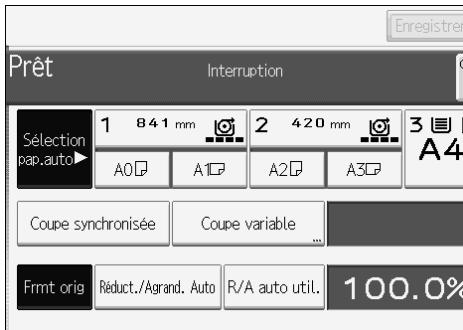 Enregistrer
Prêt
Interruption
Sélection
pap.auto►
1 841 mm
2 420 mm
3
A4
A0
A1
A2
A3
Coupe synchronisée
Coupe variable
...
Frmt orig
Réduct./Agrand. Auto
R/A auto util.
100.0%